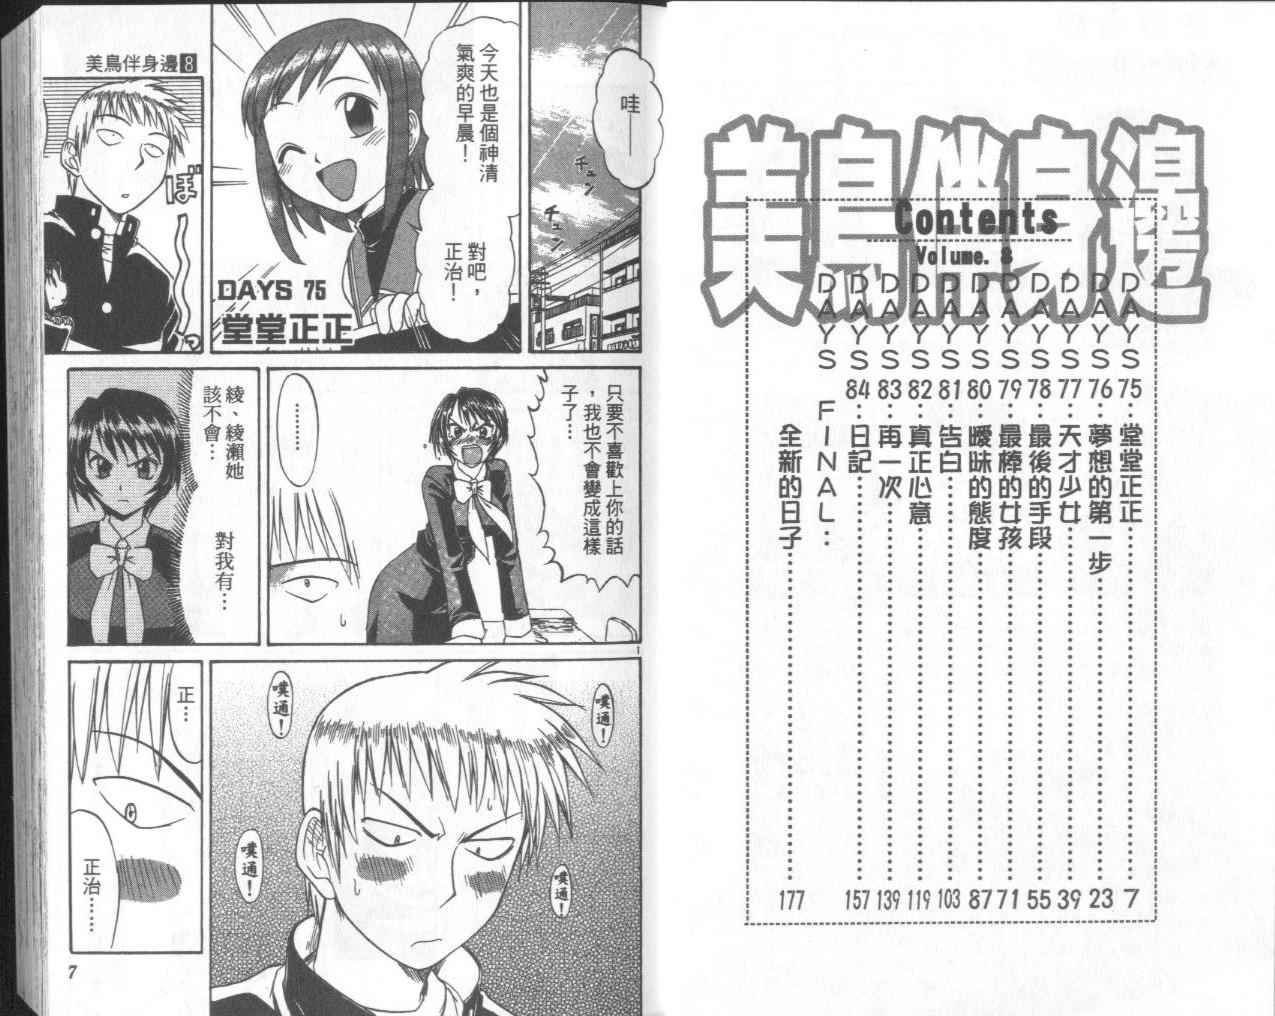 美鳥伴身邊
Contents
Volume. 8
DAYS 75 堂堂正正 7
DAYS 76 夢想的第一步 23
DAYS 77 天才少女 39
DAYS 78 最後的手段 55
DAYS 79 最棒的女孩 71
DAYS 80 曖昧的態度 87
DAYS 81 告白 103
DAYS 82 真正心意 119
DAYS 83 再一次 139
DAYS 84 日記 157
DAYS FINAL: 全新的日子 177
哇——
チュン
チュン
今天也是個神清
氣爽的早晨！
對吧，
正治！
DAYS 75
堂堂正正
美鳥伴身邊8
ぼ
只要不喜歡上你的話
，我也不會變成這樣
子了…
………
綾、綾瀨她
該不會…
對我有…
噗通！
噗通！
噗通！
噗通！
正…
正治……
7